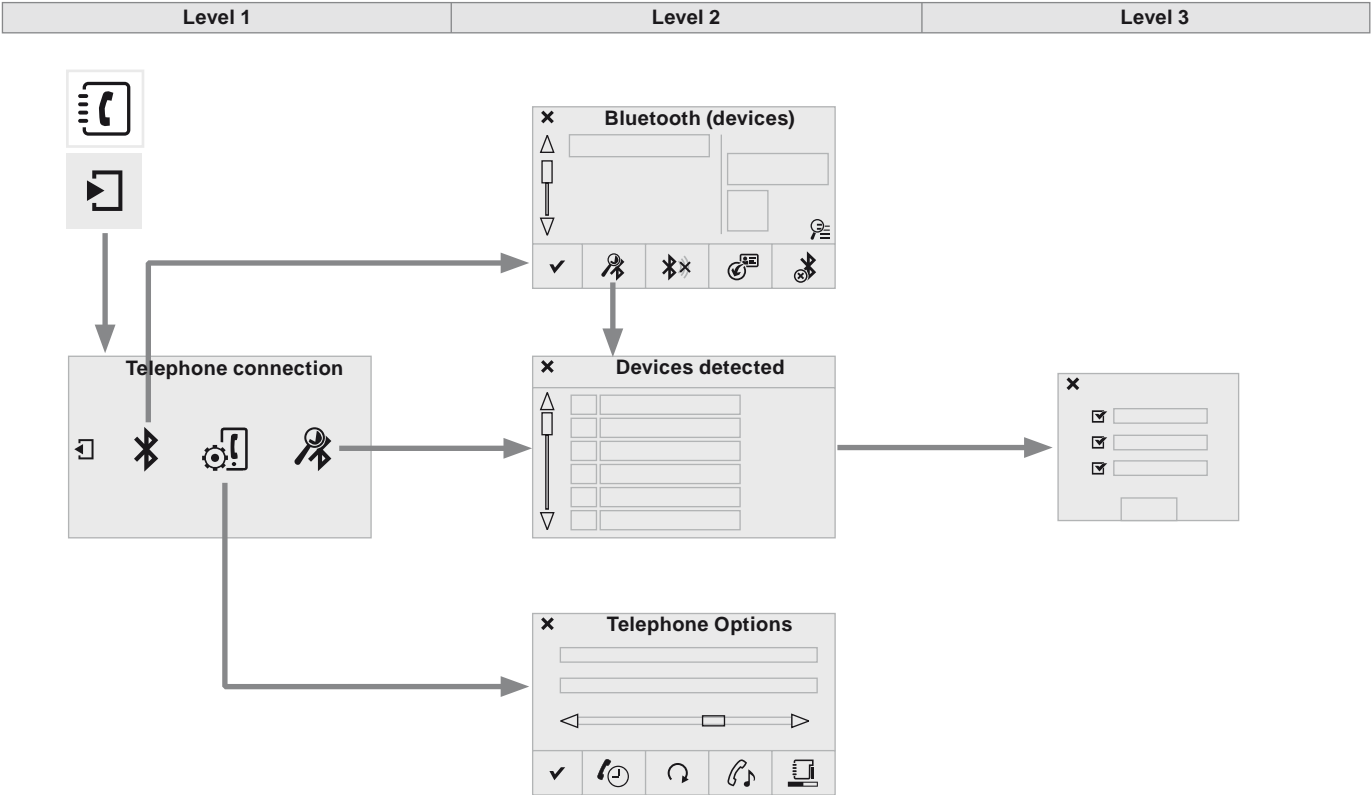 Level 1
Level 2
Level 3
Bluetooth (devices)
Telephone connection
Devices detected
Telephone Options